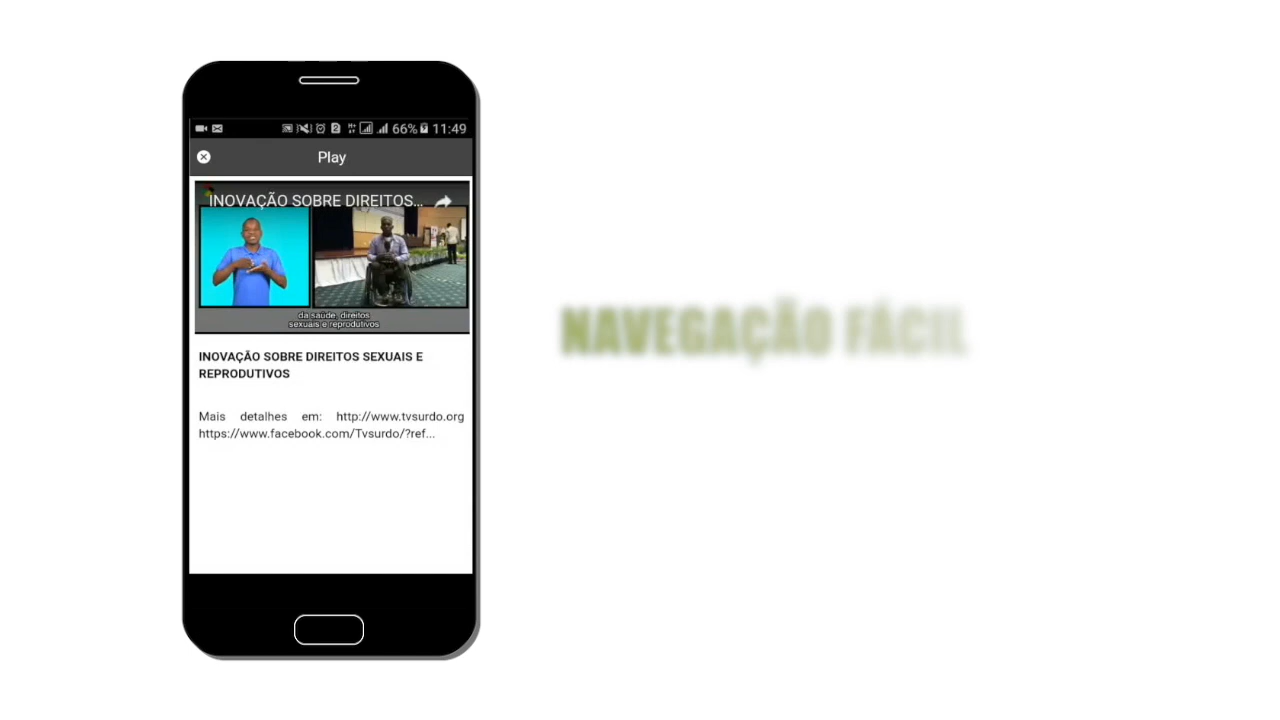 66% 11:49
Play
INOVAÇÃO SOBRE DIREITOS...
da saúde, direitos
sexuais e reprodutivos
INOVAÇÃO SOBRE DIREITOS SEXUAIS E
REPRODUTIVOS
Mais detalhes em: http://www.tvsurdo.org
https://www.facebook.com/Tvsurdo/?ref...
NAVEGAÇÃO FÁCIL